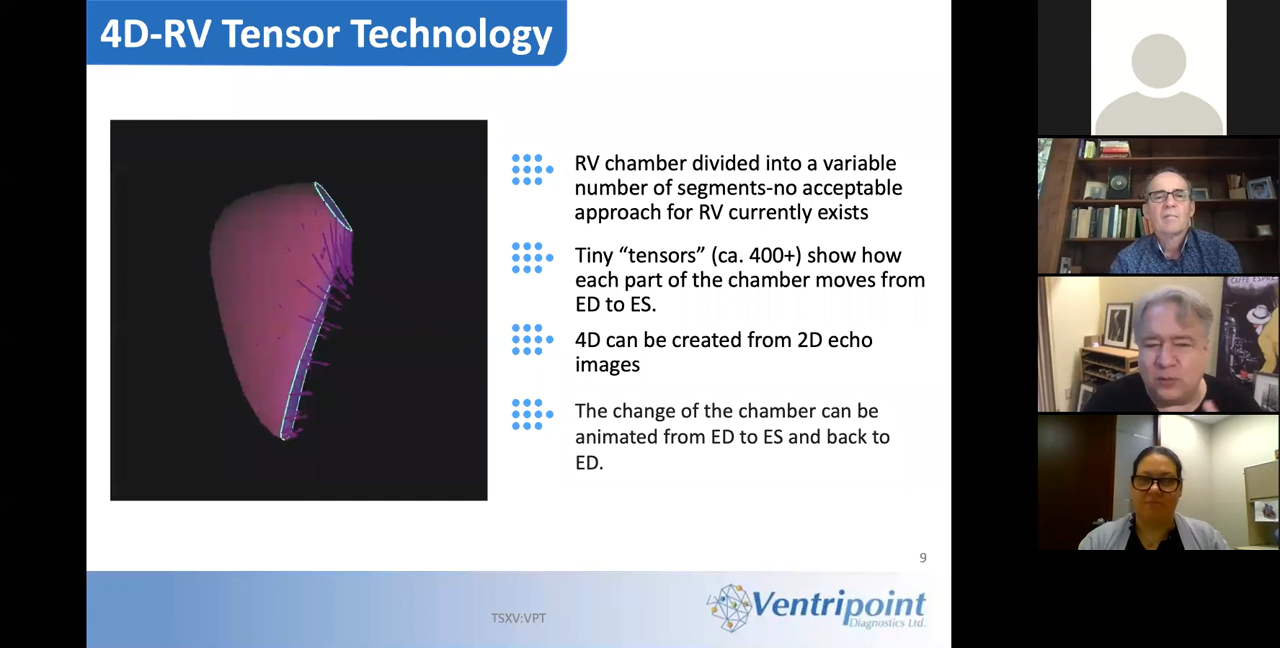 4D-RV Tensor Technology
RV chamber divided into a variable
number of segments-no acceptable
approach for RV currently exists
Tiny “tensors” (ca. 400+) show how
each part of the chamber moves from
ED to ES.
4D can be created from 2D echo
images
The change of the chamber can be
animated from ED to ES and back to
ED.
9
TSXV:VPT
Ventripoint
Diagnostics Ltd.
CAFFÈ ESPRE